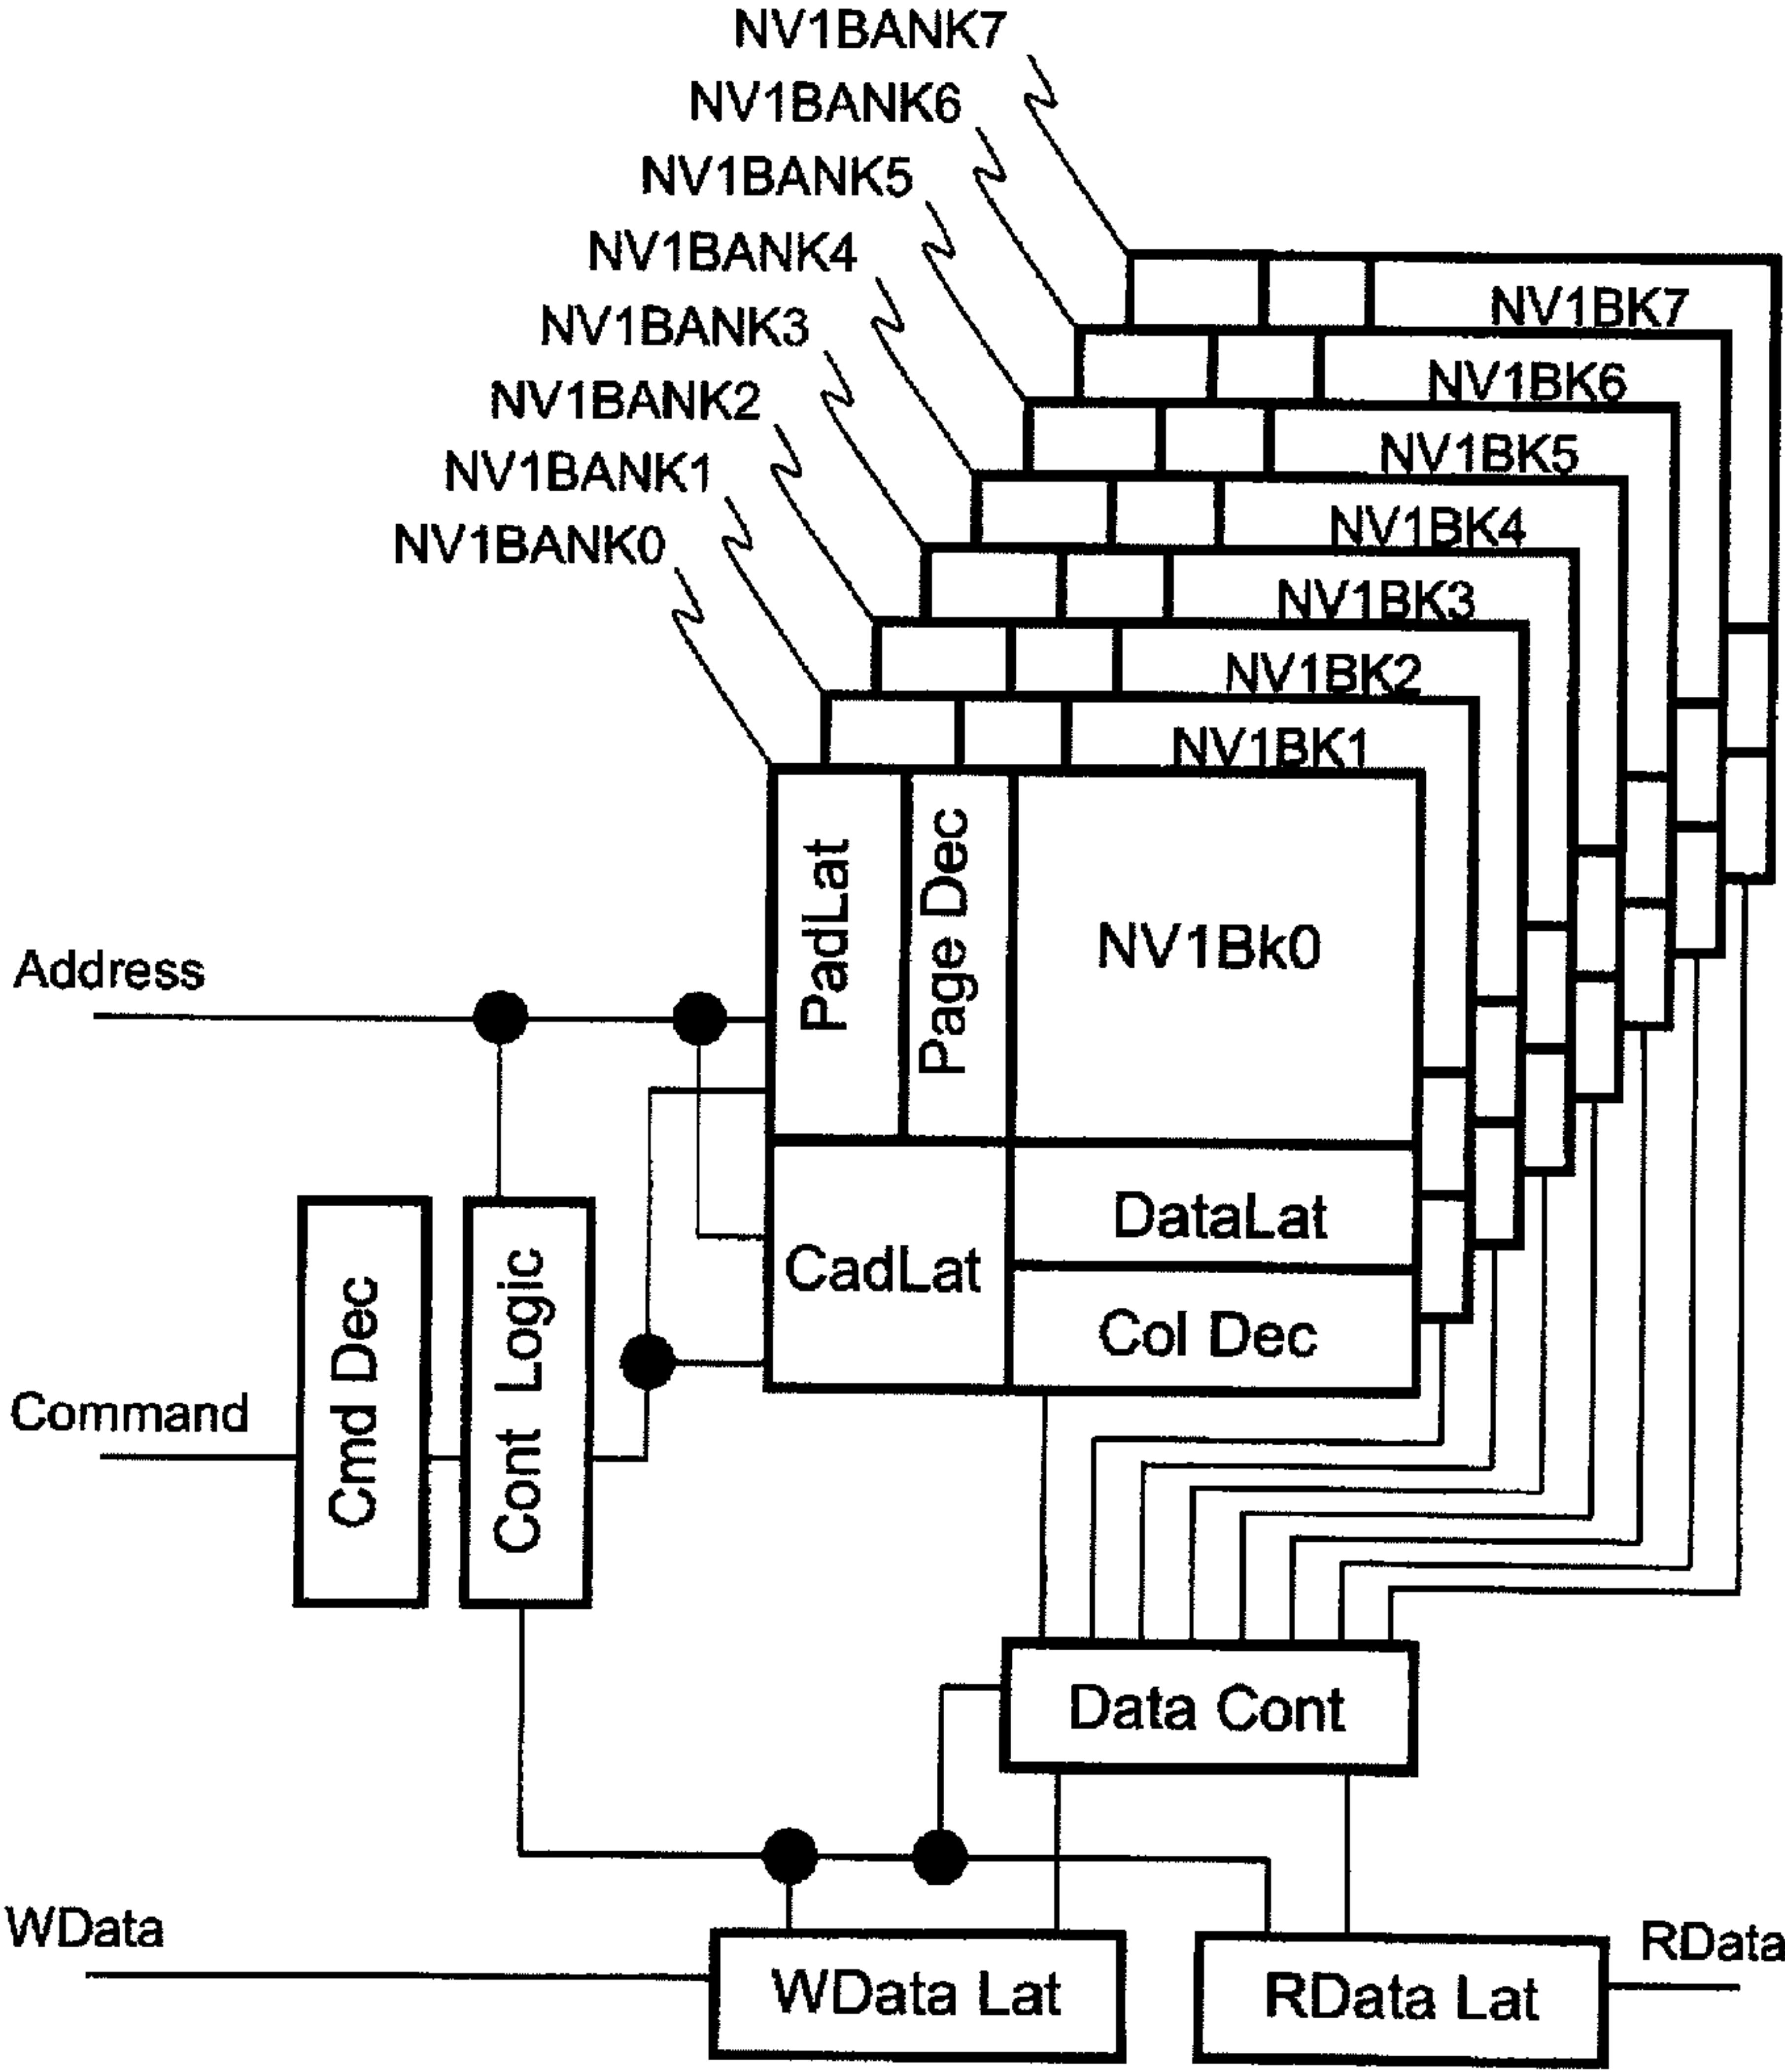 NV1BANK7
NV1BANK6
NV1BANK5
NV1BANK4
NV1BANK3
NV1BANK2
NV1BANK1
NV1BANK0
NV1BK7
NV1BK6
NV1BK5
NV1BK4
NV1BK3
NV1BK2
NV1BK1
PadLat
Page Dec
NV1Bk0
Address
DataLat
CadLat
Col Dec
Command
Cmd Dec
Cont Logic
Data Cont
WData
WData Lat
RData Lat
RData